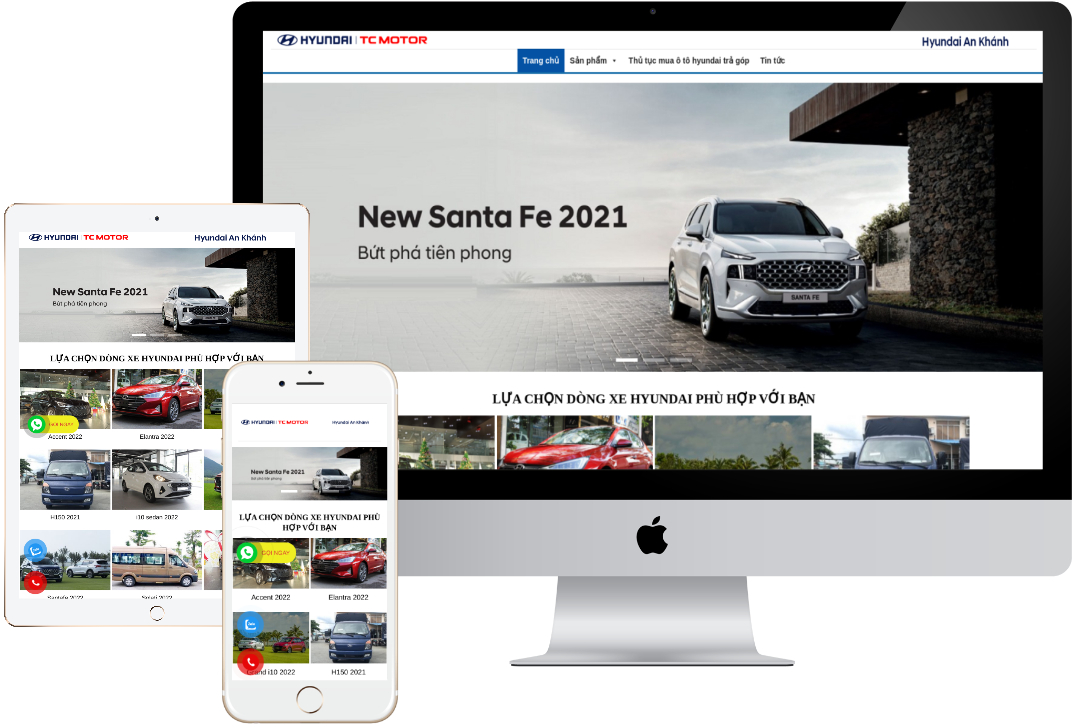 HYUNDAI | TC MOTOR
Hyundai An Khánh
Trang chủ Sản phẩm Thủ tục mua ô tô hyundai trả góp Tin tức
New Santa Fe 2021
Bứt phá tiên phong
SANTA FE
LỰA CHỌN DÒNG XE HYUNDAI PHÙ HỢP VỚI BẠN
HYUNDAI | TC MOTOR
Hyundai An Khánh
New Santa Fe 2021
Bứt phá tiên phong
LỰA CHỌN DÒNG XE HYUNDAI PHÙ HỢP VỚI BẠN
GỌI NGAY
Accent 2022
Elantra 2022
H150 2021
i10 sedan 2022
Santafe 2022
Solati 2022
HYUNDAI | TC MOTOR
Hyundai An Khánh
New Santa Fe 2021
Bứt phá tiên phong
LỰA CHỌN DÒNG XE HYUNDAI PHÙ
HỢP VỚI BẠN
GỌI NGAY
Accent 2022
Elantra 2022
Grand i10 2022
H150 2021